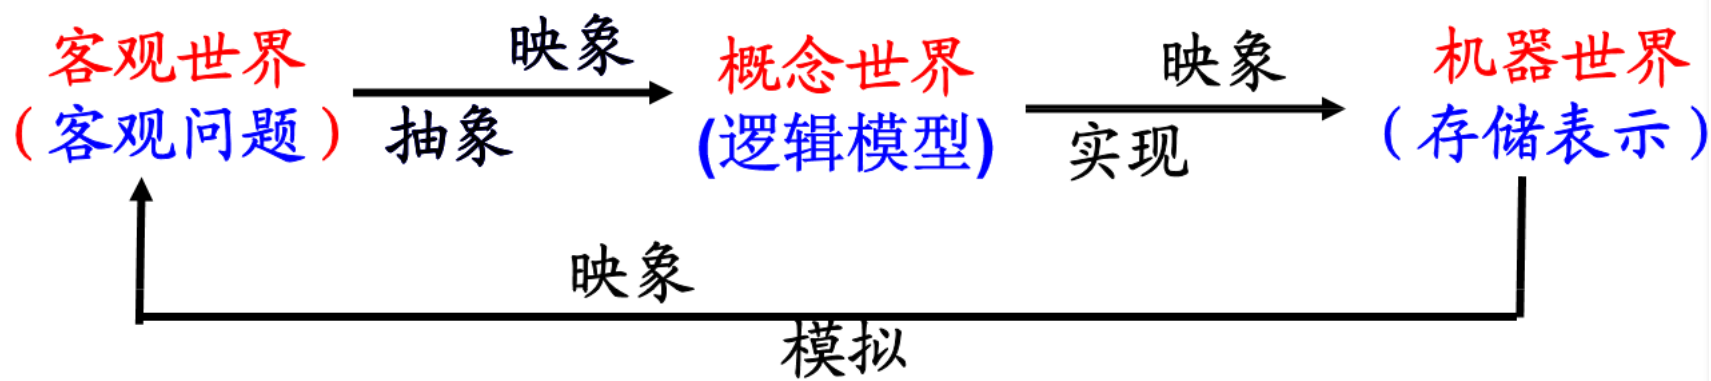 客观世界
（客观问题）
映象
抽象
概念世界
(逻辑模型)
映象
实现
机器世界
（存储表示）
映象
模拟